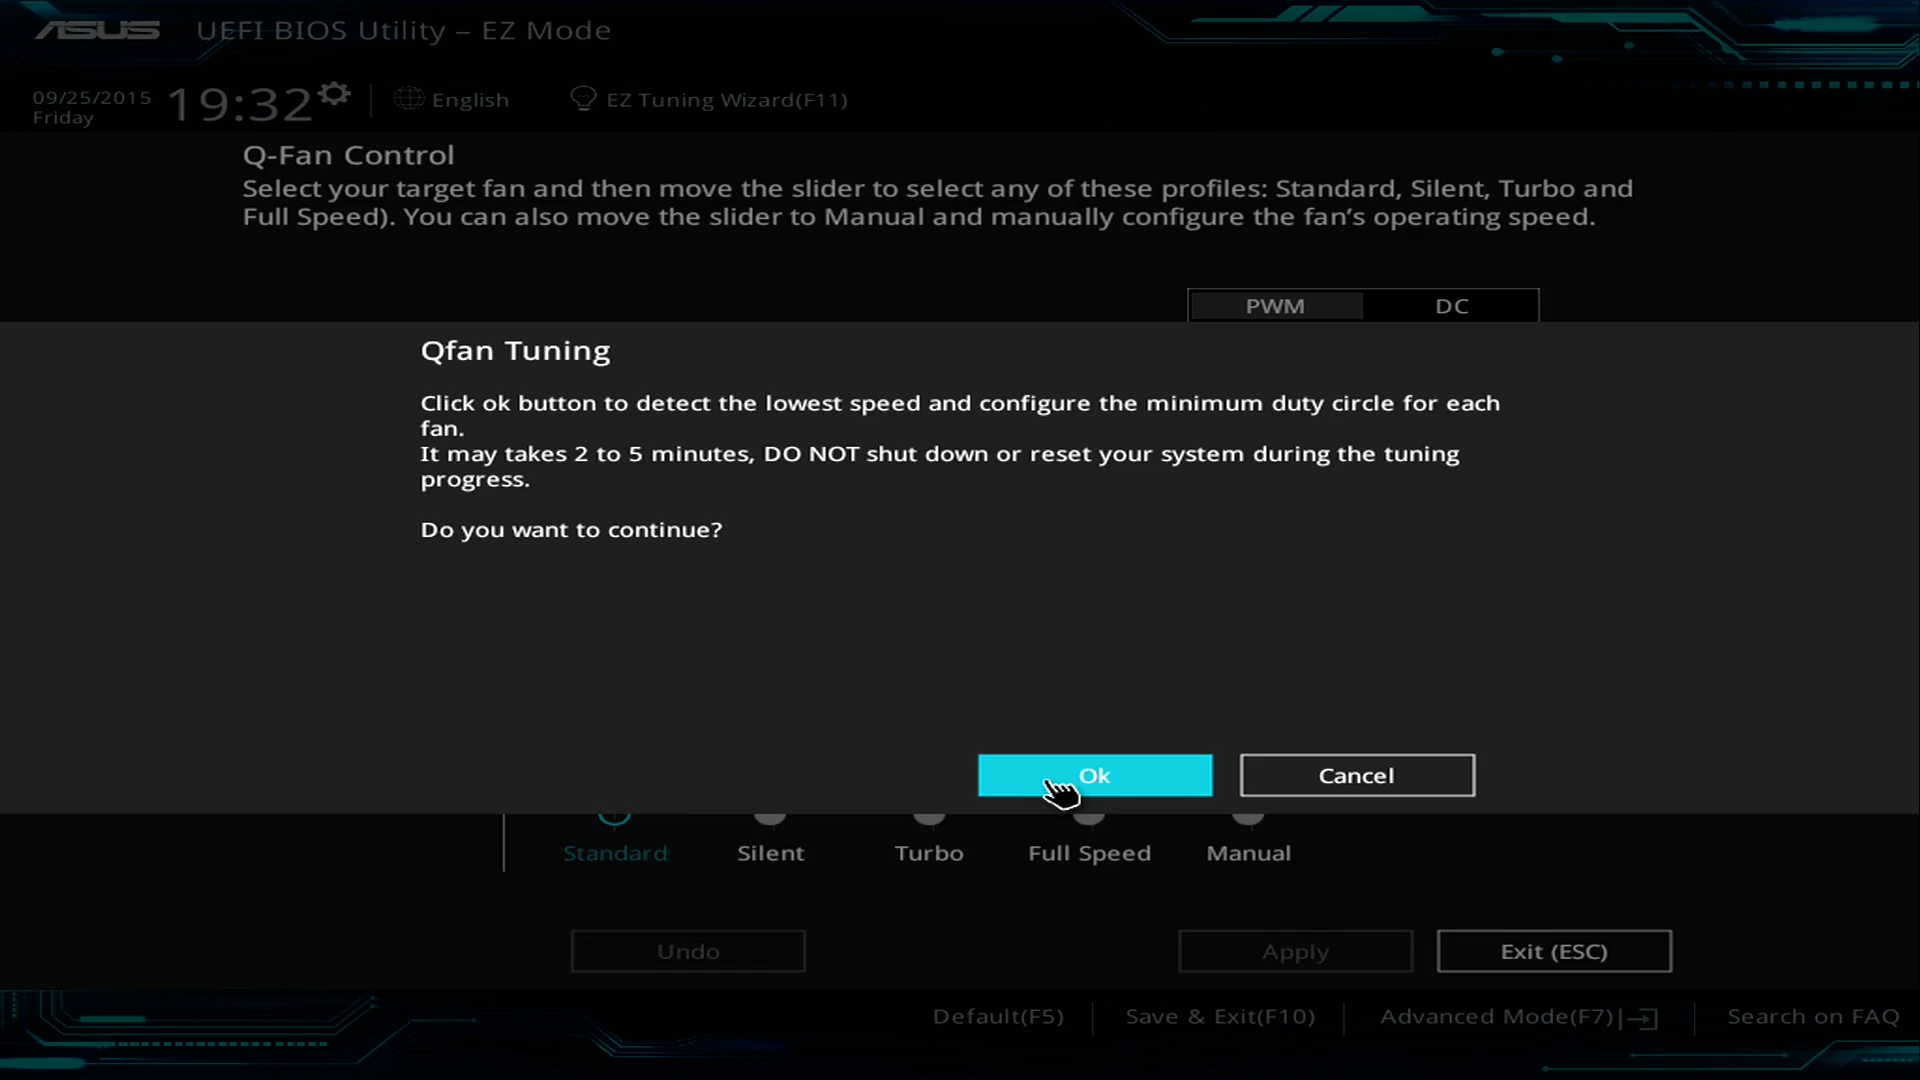 ASUS UEFI BIOS Utility – EZ Mode
09/25/2015 19:32 English EZ Tuning Wizard(F11)
Friday
Q-Fan Control
Select your target fan and then move the slider to select any of these profiles: Standard, Silent, Turbo and
Full Speed). You can also move the slider to Manual and manually configure the fan's operating speed.
PWM DC
Qfan Tuning
Click ok button to detect the lowest speed and configure the minimum duty circle for each
fan.
It may takes 2 to 5 minutes, DO NOT shut down or reset your system during the tuning
progress.
Do you want to continue?
Ok Cancel
Standard Silent Turbo Full Speed Manual
Undo Apply Exit (ESC)
Default(F5) Save & Exit(F10) Advanced Mode(F7) Search on FAQ